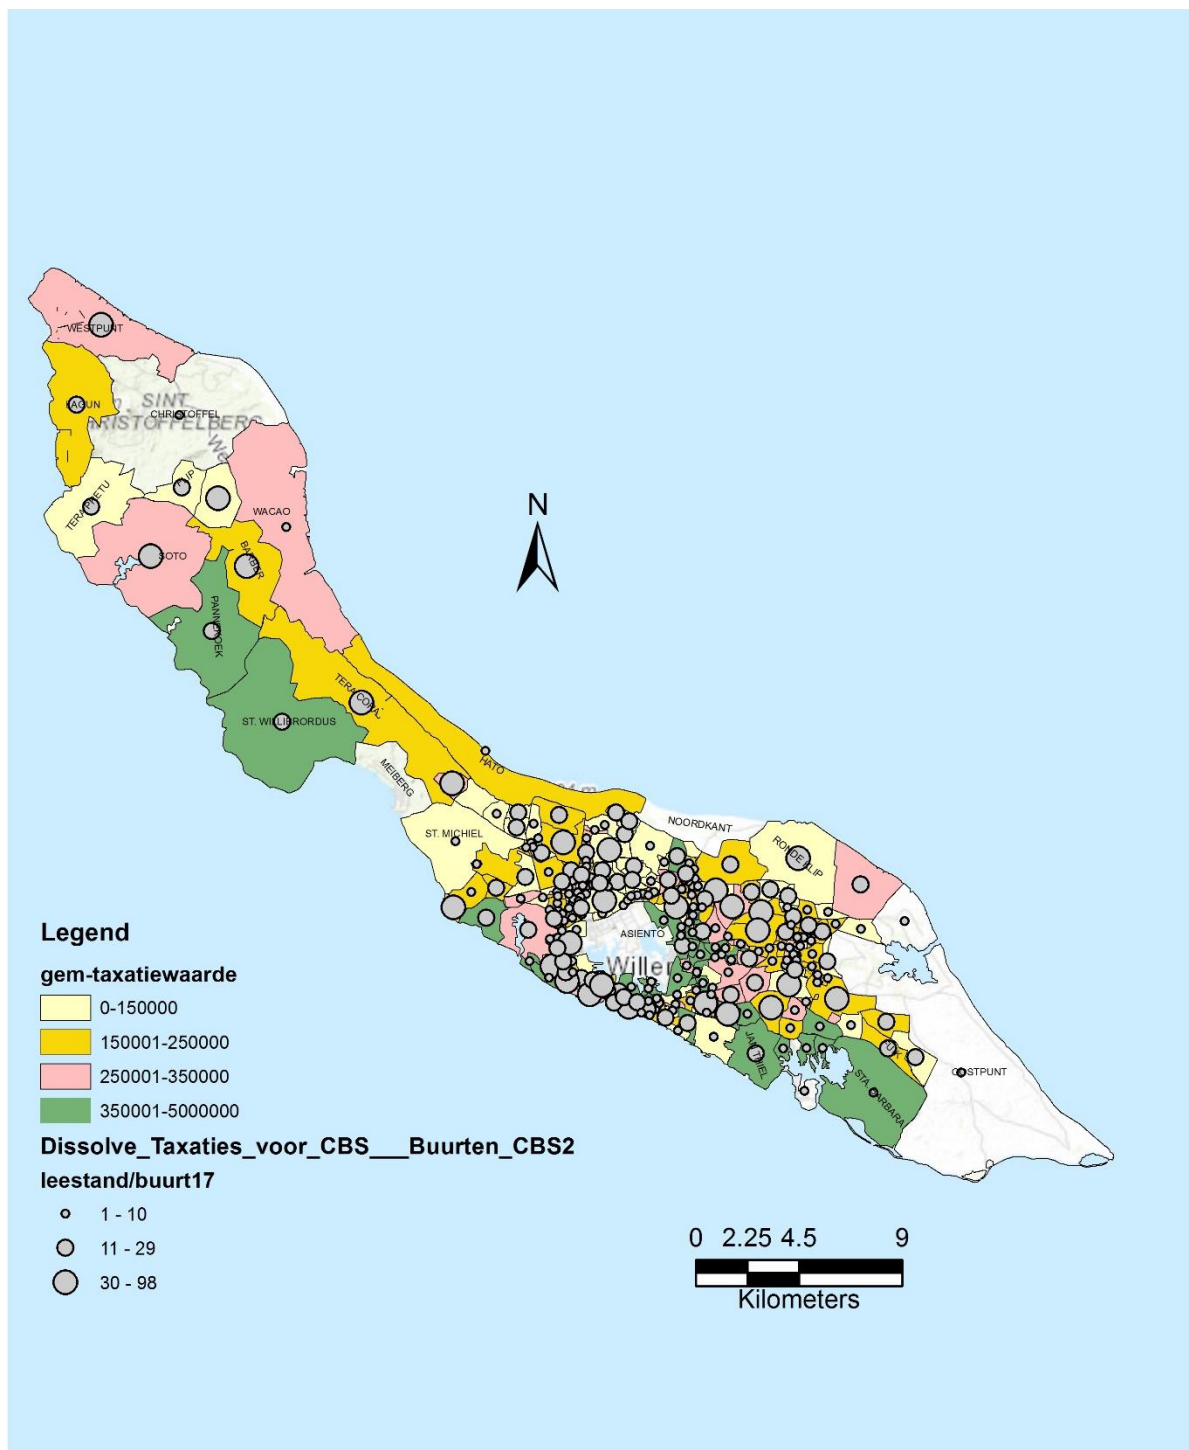 WESTPUNT
LAGUN
SINT
CHRISTOFFEL
TERA PRETU
WACAO
SOTO
BARBER
PANNEKOEK
N
TERA CORA
ST. WILLIBRORDUS
HATO
MEIBERG
NOORDKANT
ST. MICHIEL
RONDE KLIP
ASIENTO
Willem
JAN THIEL
STA. BARBARA
OOSTPUNT
Legend
gem-taxatiewaarde
0-150000
150001-250000
250001-350000
350001-5000000
Dissolve_Taxaties_voor_CBS___Buurten_CBS2
leestand/buurt17
1 - 10
11 - 29
30 - 98
0 2.25 4.5 9
Kilometers